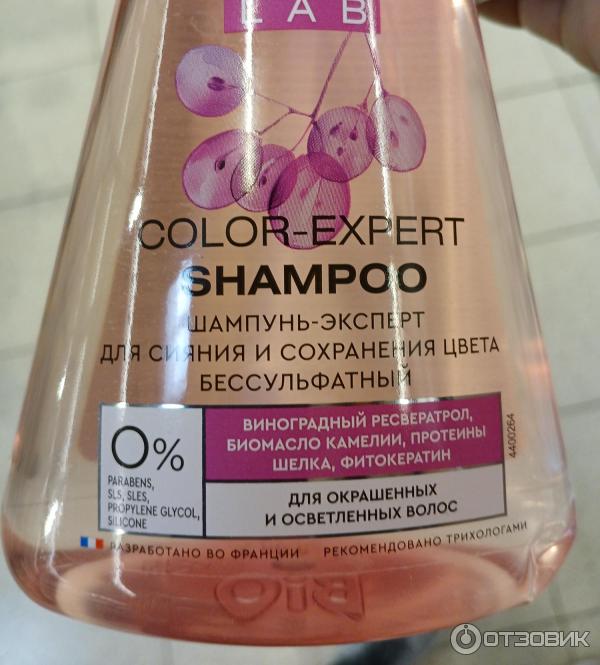 LAB
COLOR-EXPERT
SHAMPOO
ШАМПУНЬ-ЭКСПЕРТ
ДЛЯ СИЯНИЯ И СОХРАНЕНИЯ ЦВЕТА
БЕССУЛЬФАТНЫЙ
0%
PARABENS,
SLS, SLES,
PROPYLENE GLYCOL,
SILICONE
ВИНОГРАДНЫЙ РЕСВЕРАТРОЛ,
БИОМАСЛО КАМЕЛИИ, ПРОТЕИНЫ
ШЕЛКА, ФИТОКЕРАТИН
ДЛЯ ОКРАШЕННЫХ
И ОСВЕТЛЕННЫХ ВОЛОС
4400264
РАЗРАБОТАНО ВО ФРАНЦИИ РЕКОМЕНДОВАНО ТРИХОЛОГАМИ
BiO
ОТЗОВИК